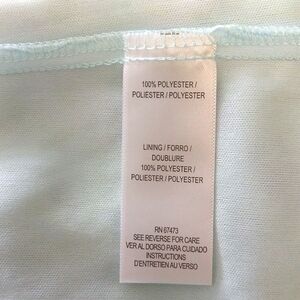 100% POLYESTER /
POLIESTER / POLYESTER
LINING / FORRO /
DOUBLURE
100% POLYESTER /
POLIESTER / POLYESTER
RN 67473
SEE REVERSE FOR CARE
VER AL DORSO PARA CUIDADO
INSTRUCTIONS
D'ENTRETIEN AU VERSO